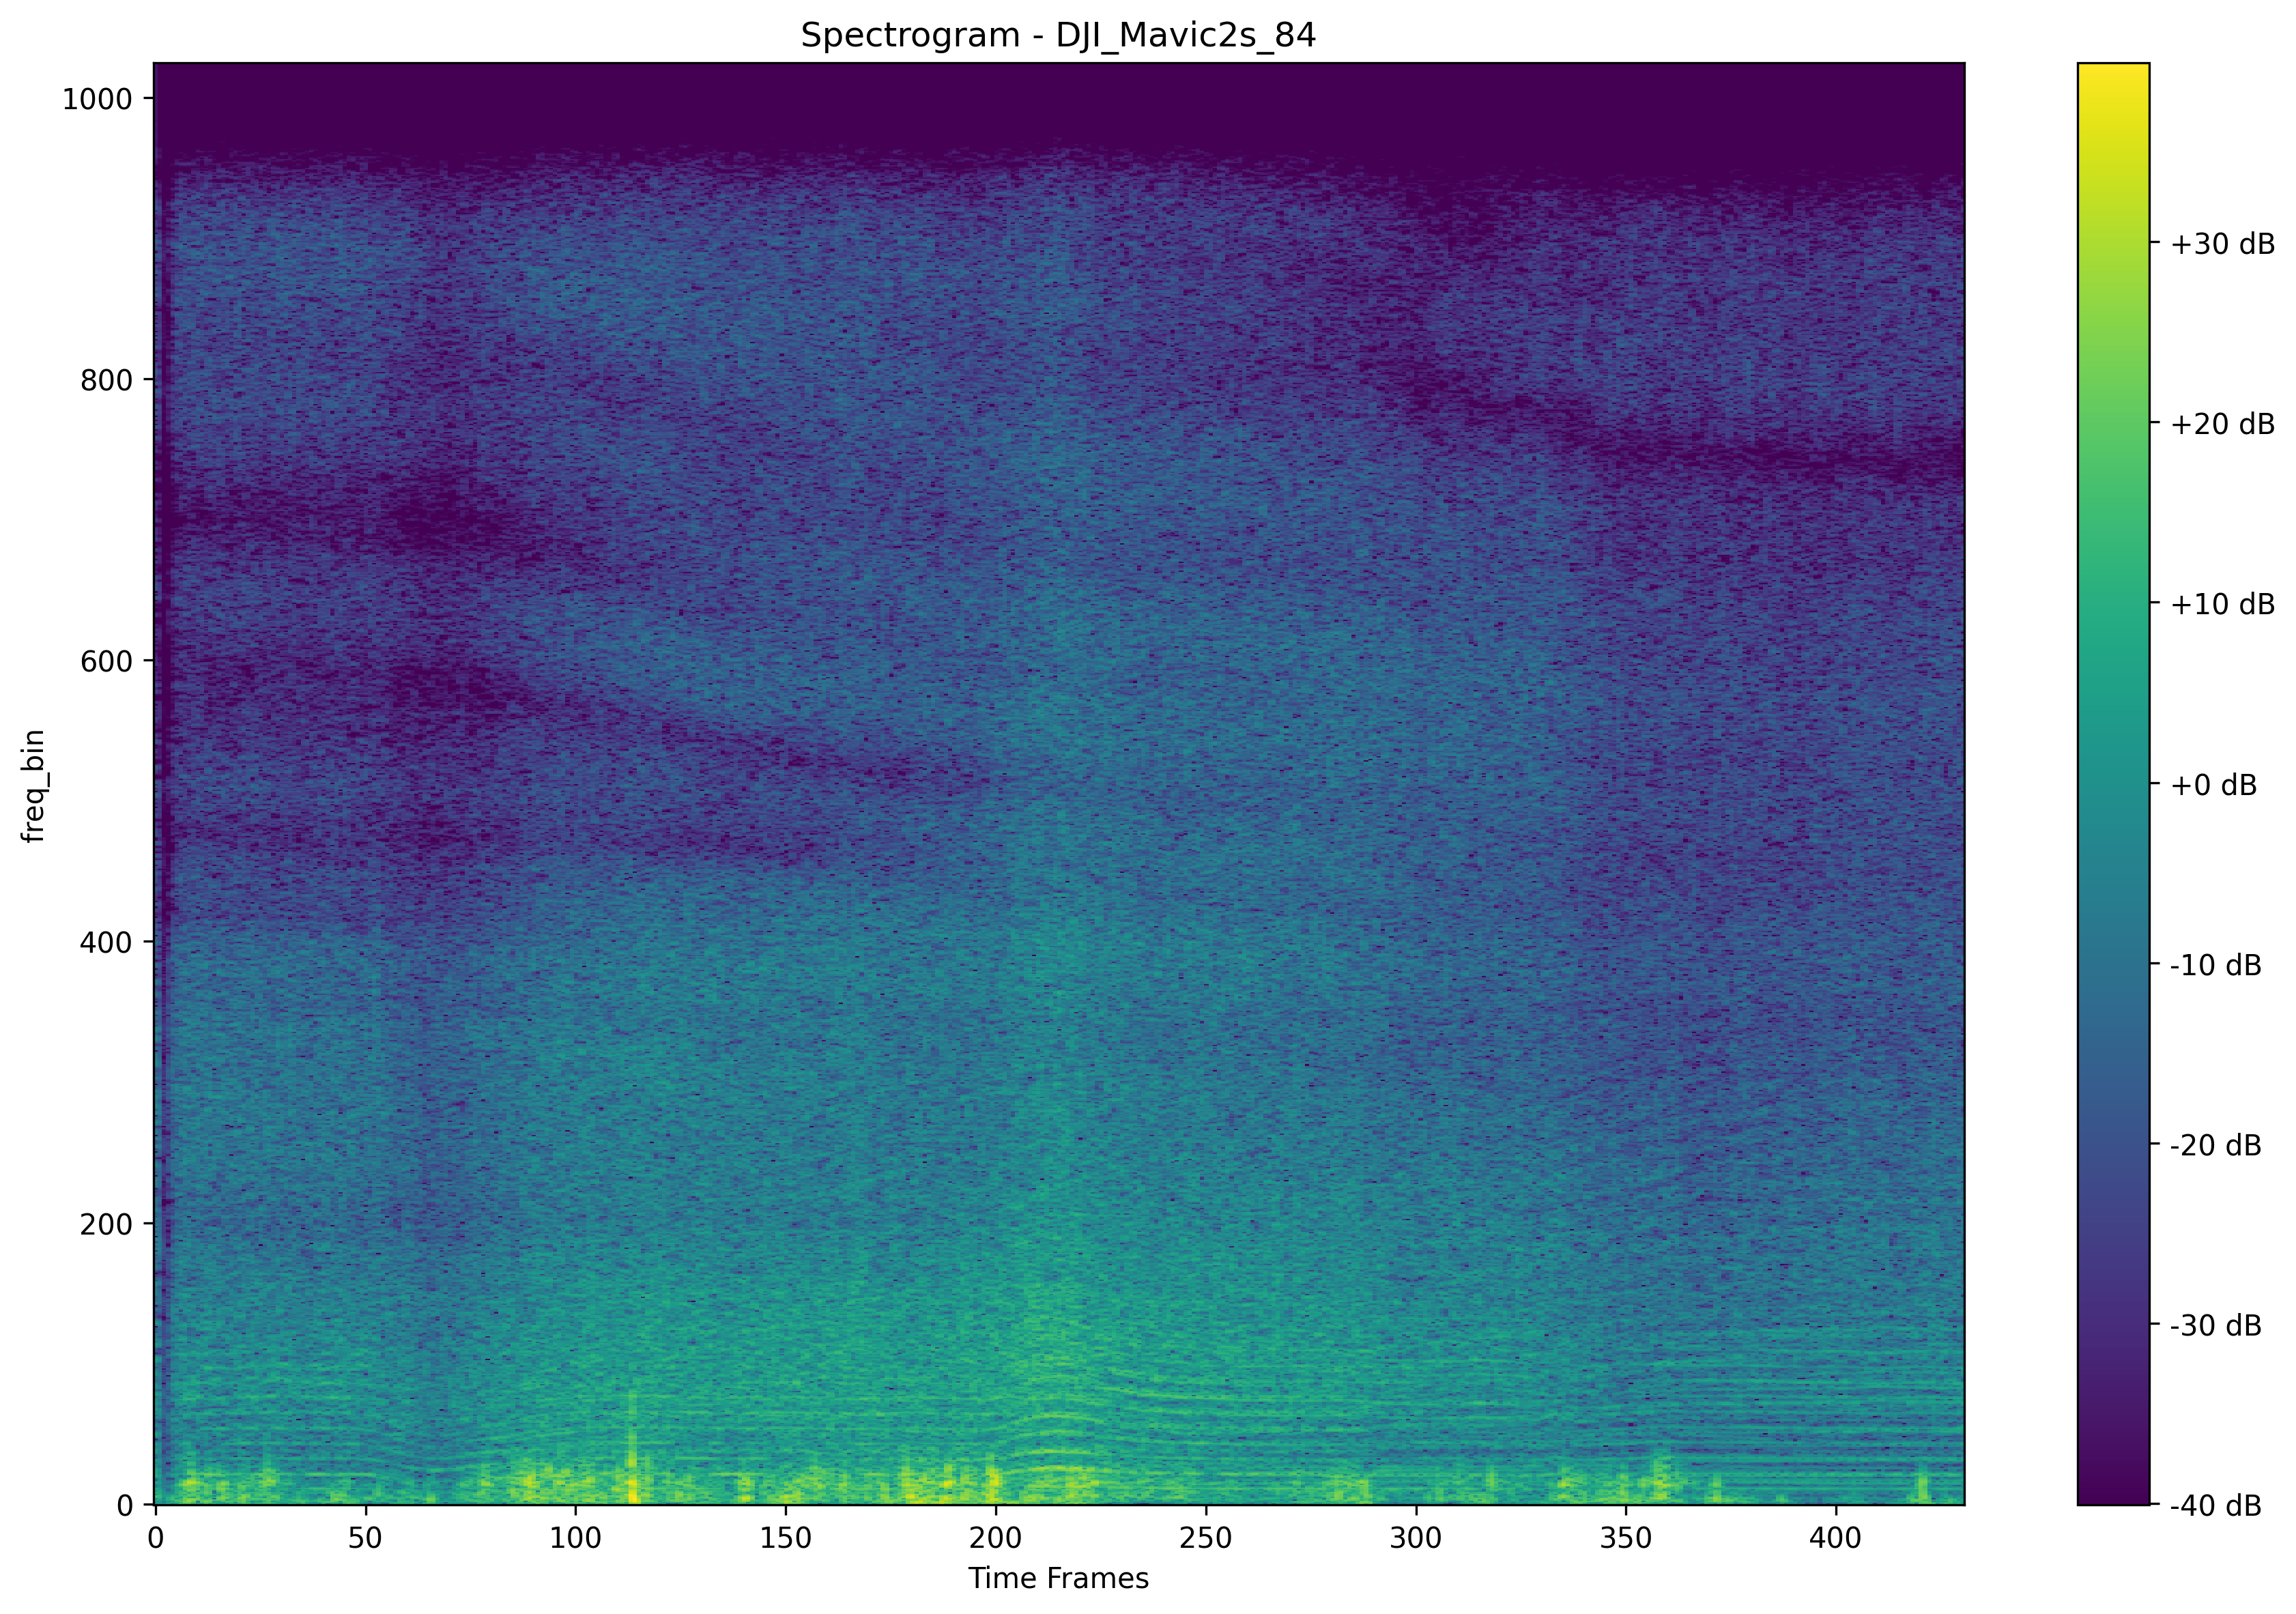 Spectrogram - DJI_Mavic2s_84
1000
800
600
400
200
0
freq_bin
0 50 100 150 200 250 300 350 400
Time Frames
+30 dB
+20 dB
+10 dB
+0 dB
-10 dB
-20 dB
-30 dB
-40 dB